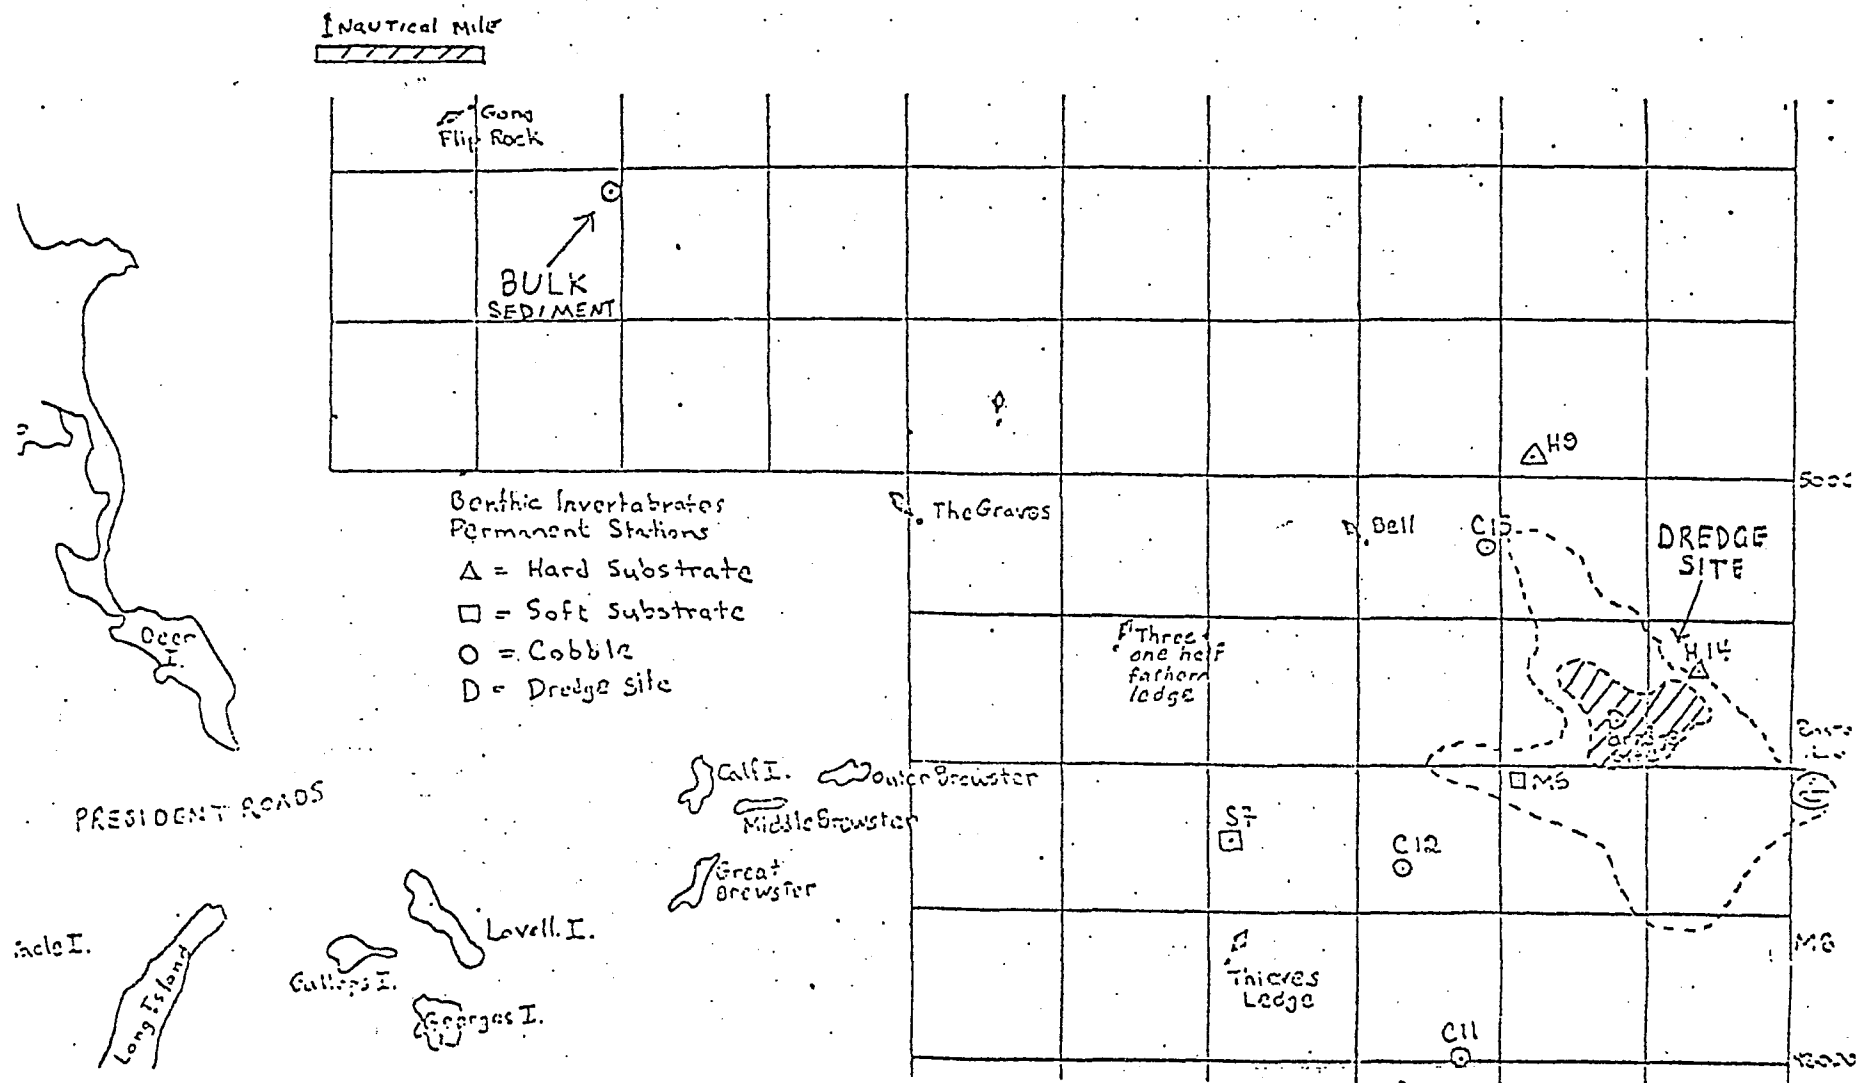 1 Nautical Mile
Gong
Flip Rock
BULK
SEDIMENT
H9
Benthic Invertabrates
Permanent Stations
△ = Hard Substrate
□ = Soft Substrate
○ = Cobble
D = Dredge Site
The Graves
Bell
C15
DREDGE
SITE
Three +
one half
fathom
ledge
H14
Deer
I.
Calf I.
Outer Brewster
Middle Brewster
M5
PRESIDENT ROADS
S7
C12
Great
Brewster
Lovell. I.
Gallops I.
Georges I.
Long Island
Thieves
Ledge
C11